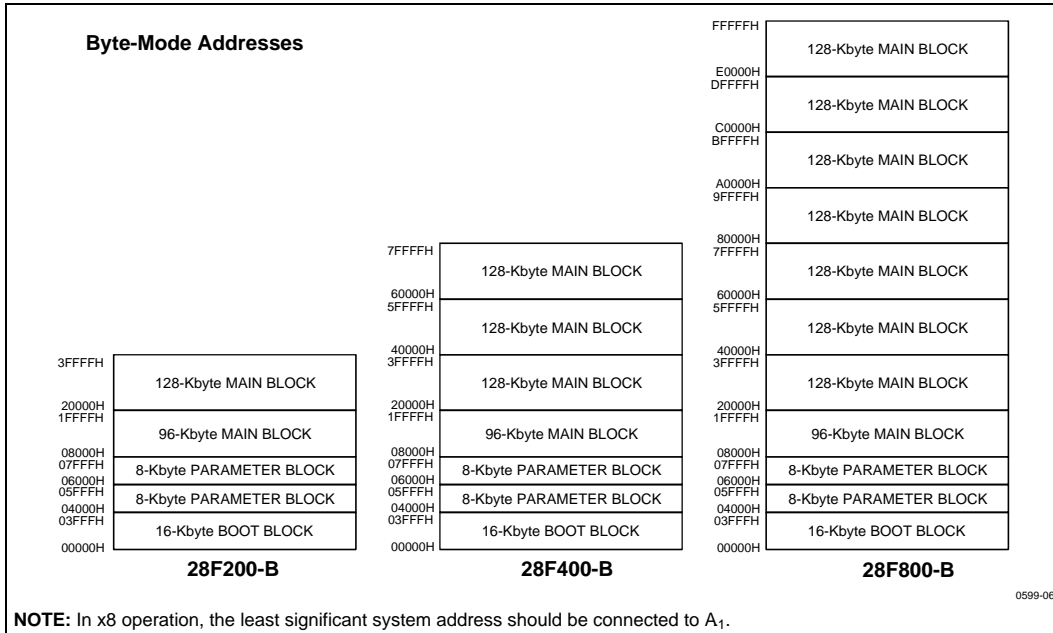 Byte-Mode Addresses
3FFFFH
128-Kbyte MAIN BLOCK
20000H
1FFFFH
96-Kbyte MAIN BLOCK
08000H
07FFFH
8-Kbyte PARAMETER BLOCK
06000H
05FFFH
8-Kbyte PARAMETER BLOCK
04000H
03FFFH
16-Kbyte BOOT BLOCK
00000H
28F200-B
7FFFFH
128-Kbyte MAIN BLOCK
60000H
5FFFFH
128-Kbyte MAIN BLOCK
40000H
3FFFFH
128-Kbyte MAIN BLOCK
20000H
1FFFFH
96-Kbyte MAIN BLOCK
08000H
07FFFH
8-Kbyte PARAMETER BLOCK
06000H
05FFFH
8-Kbyte PARAMETER BLOCK
04000H
03FFFH
16-Kbyte BOOT BLOCK
00000H
28F400-B
FFFFFH
128-Kbyte MAIN BLOCK
E0000H
DFFFFH
128-Kbyte MAIN BLOCK
C0000H
BFFFFH
128-Kbyte MAIN BLOCK
A0000H
9FFFFH
128-Kbyte MAIN BLOCK
80000H
7FFFFH
128-Kbyte MAIN BLOCK
60000H
5FFFFH
128-Kbyte MAIN BLOCK
40000H
3FFFFH
128-Kbyte MAIN BLOCK
20000H
1FFFFH
96-Kbyte MAIN BLOCK
08000H
07FFFH
8-Kbyte PARAMETER BLOCK
06000H
05FFFH
8-Kbyte PARAMETER BLOCK
04000H
03FFFH
16-Kbyte BOOT BLOCK
00000H
28F800-B
0599-06
NOTE: In x8 operation, the least significant system address should be connected to A₁.